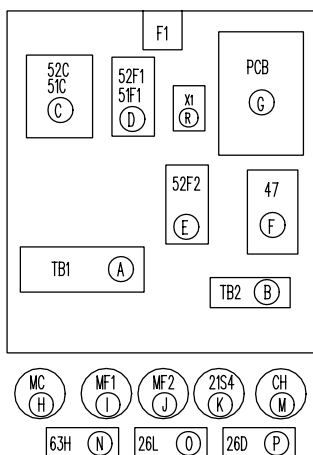 F1
52C
51C
C
52F1
51F1
D
X1
R
PCB
G
52F2
E
47
F
TB1 A
TB2 B
MC
H
MF1
I
MF2
J
21S4
K
CH
M
63H N
26L O
26D P